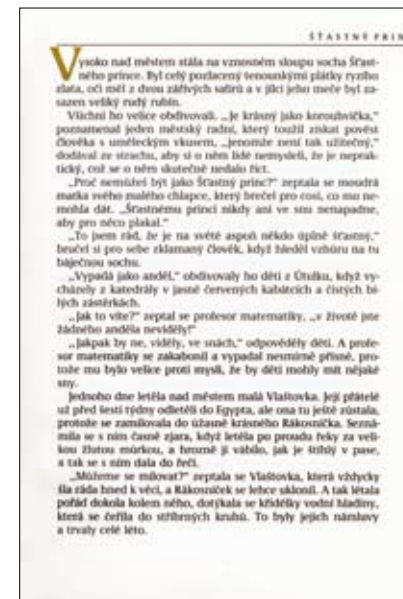 ŠŤASTNÝ PRIN
Vysoko nad městem stála na vznosném sloupu socha Šťast-
ného prince. Byl celý pozlacený tenounkými plátky ryzího
zlata, oči měl z dvou zářivých safírů a v jílci jeho meče byl za-
sazen veliký rudý rubín.
Všichni ho velice obdivovali. „Je krásný jako korouhvička,“
poznamenal jeden městský radní, který toužil získat pověst
člověka s uměleckým vkusem, „jenomže není tak užitečný,“
dodával ze strachu, aby si o něm lidé nemysleli, že je neprak-
tický, což se o něm skutečně nedalo říct.
„Proč nemůžeš být jako Šťastný princ?“ zeptala se moudrá
matka svého malého chlapce, který brečel pro cosi, co mu ne-
mohla dát. „Šťastnému princi nikdy ani ve snu nenapadne,
aby pro něco plakal.“
„To jsem rád, že je na světě aspoň někdo úplně šťastný,“
bručel si pro sebe zklamaný člověk, když hleděl vzhůru na tu
báječnou sochu.
„Vypadá jako anděl,“ obdivovaly ho děti z Útulku, když vy-
cházely z katedrály v jasně červených kabátcích a čistých bí-
lých zástěrkách.
„Jak to víte?“ zeptal se profesor matematiky, „v životě jste
žádného anděla neviděly!“
„Jakpak by ne, viděly, ve snách,“ odpověděly děti. A profe-
sor matematiky se zakabonil a vypadal nesmírně přísně, pro-
tože mu bylo velice proti mysli, že by děti mohly mít nějaké
sny.
Jednoho dne letěla nad městem malá Vlaštovka. Její přátelé
už před šesti týdny odletěli do Egypta, ale ona tu ještě zůstala,
protože se zamilovala do úžasně krásného Rákosníčka. Sezná-
mila se s ním časně zjara, když letěla po proudu řeky za veli-
kou žlutou můrkou, a hrozně ji vábilo, jak je štíhlý v pase,
a tak se s ním dala do řeči.
„Můžeme se milovat?“ zeptala se Vlaštovka, která vždycky
šla ráda hned k věci, a Rákosníček se lehce uklonil. A tak létala
pořád dokola kolem něho, dotýkala se křidélky vodní hladiny,
která se čeřila do stříbrných kruhů. To byly jejich námluvy
a trvaly celé léto.